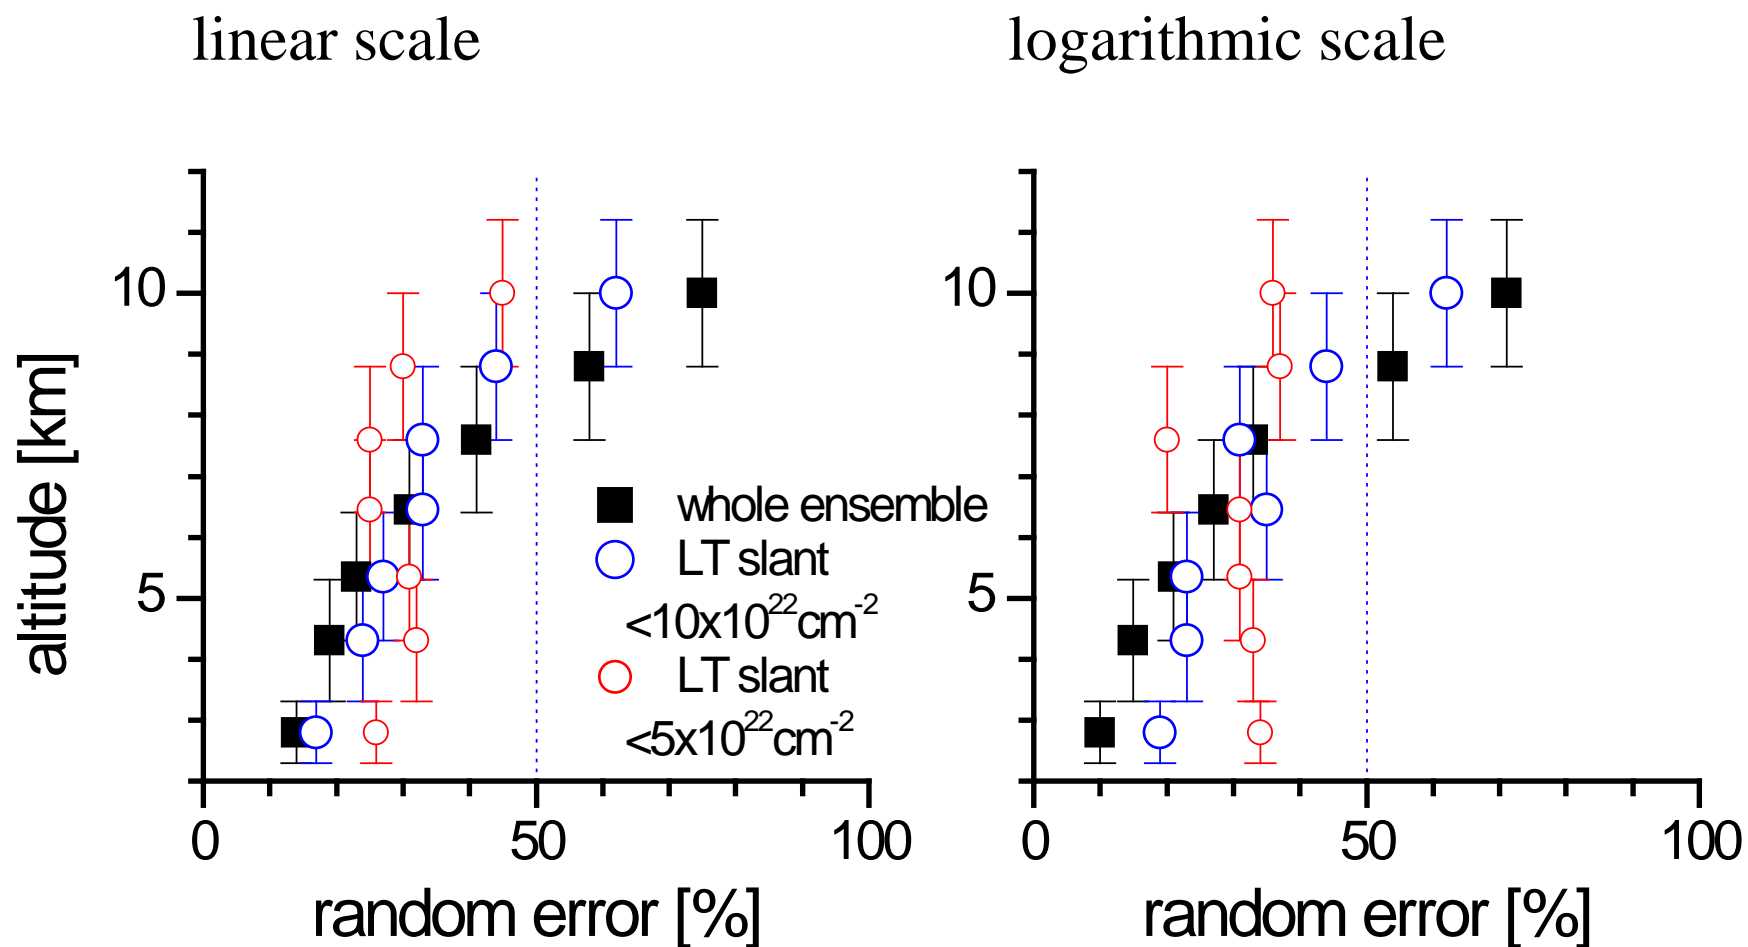 linear scale
logarithmic scale
altitude [km]
10
5
whole ensemble
LT slant
<10x10²²cm⁻²
LT slant
<5x10²²cm⁻²
0 50 100
random error [%]
10
5
0 50 100
random error [%]